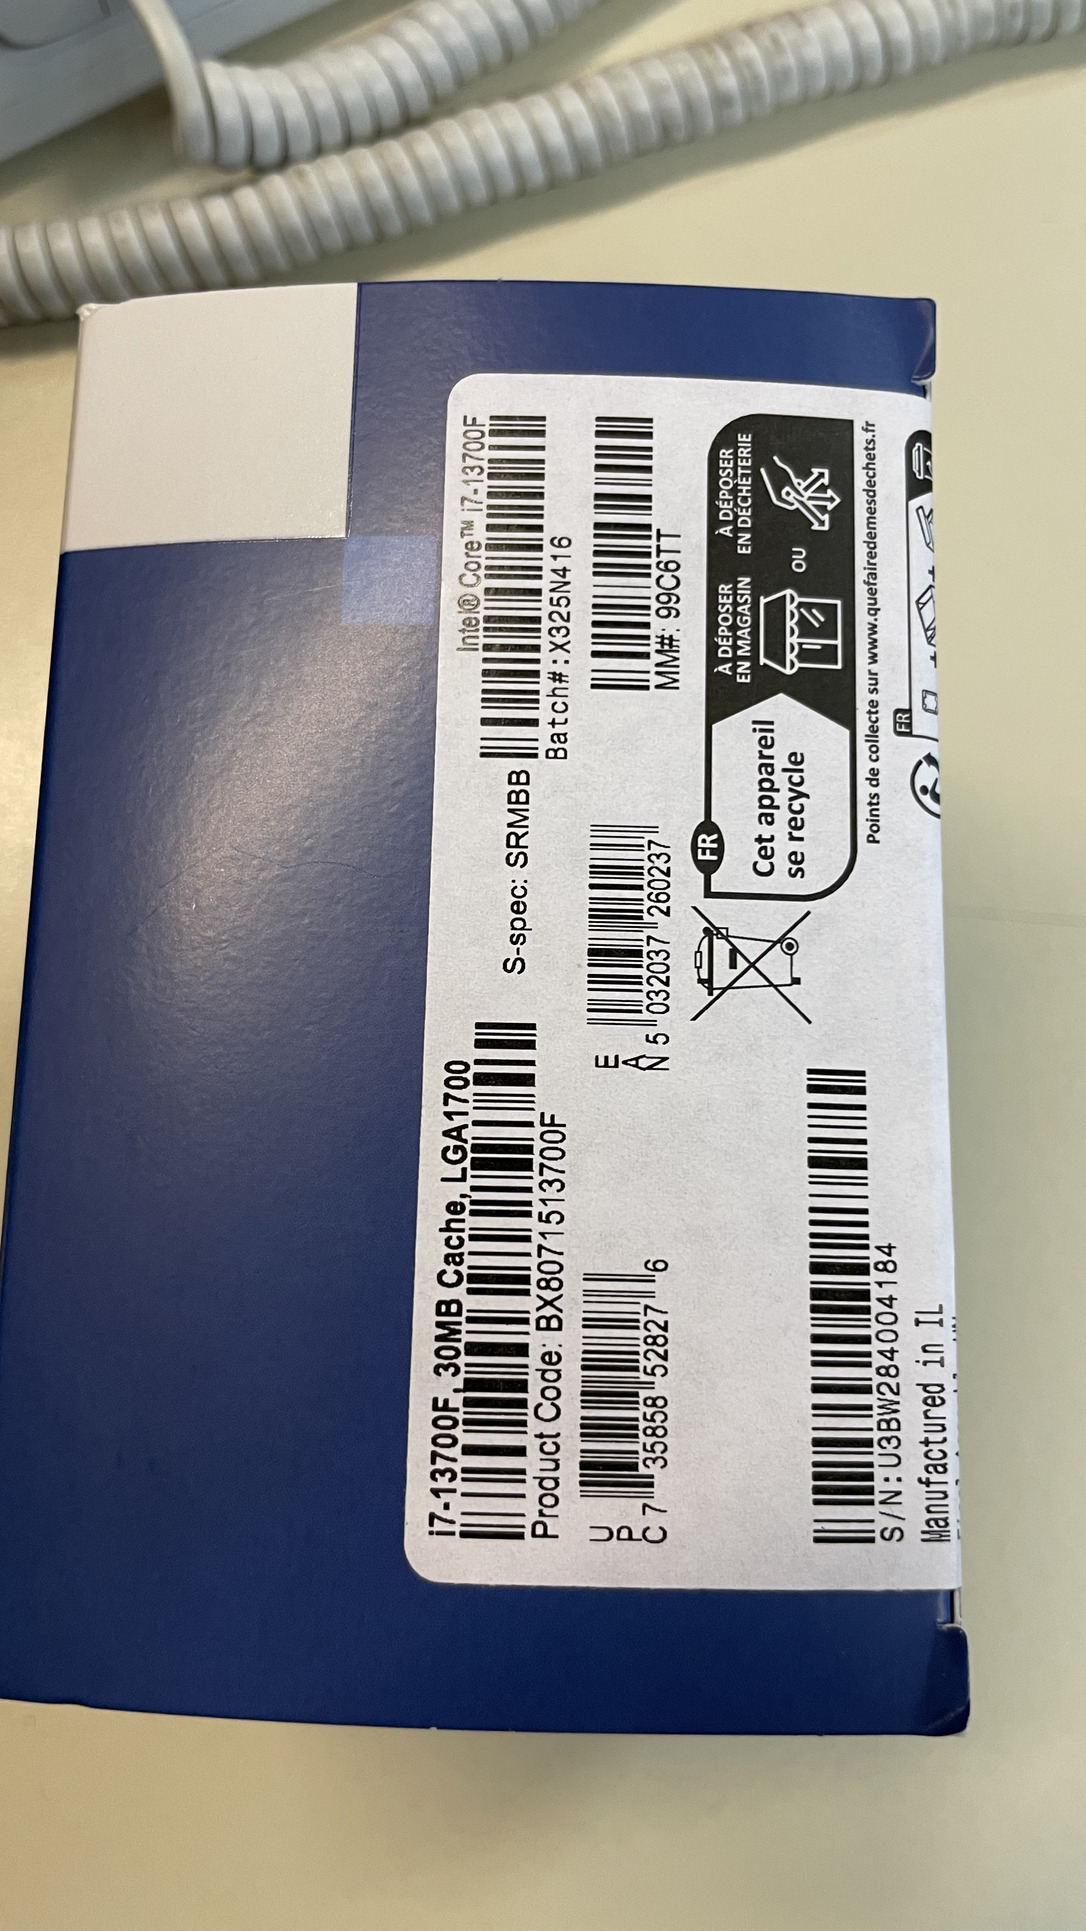 i7-13700F, 30MB Cache, LGA1700
Intel® Core™ i7-13700F
Product Code: BX8071513700F
S-spec: SRMBB
Batch#:X325N416
UPC 7 35858 52827 6
EAN 5 032037 260237
MM#: 99C6TT
FR
Cet appareil
se recycle
À DÉPOSER
EN MAGASIN
OU
À DÉPOSER
EN DÉCHÈTERIE
Points de collecte sur www.quefairedemesdechets.fr
FR
S/N:U3BW284004184
Manufactured in IL